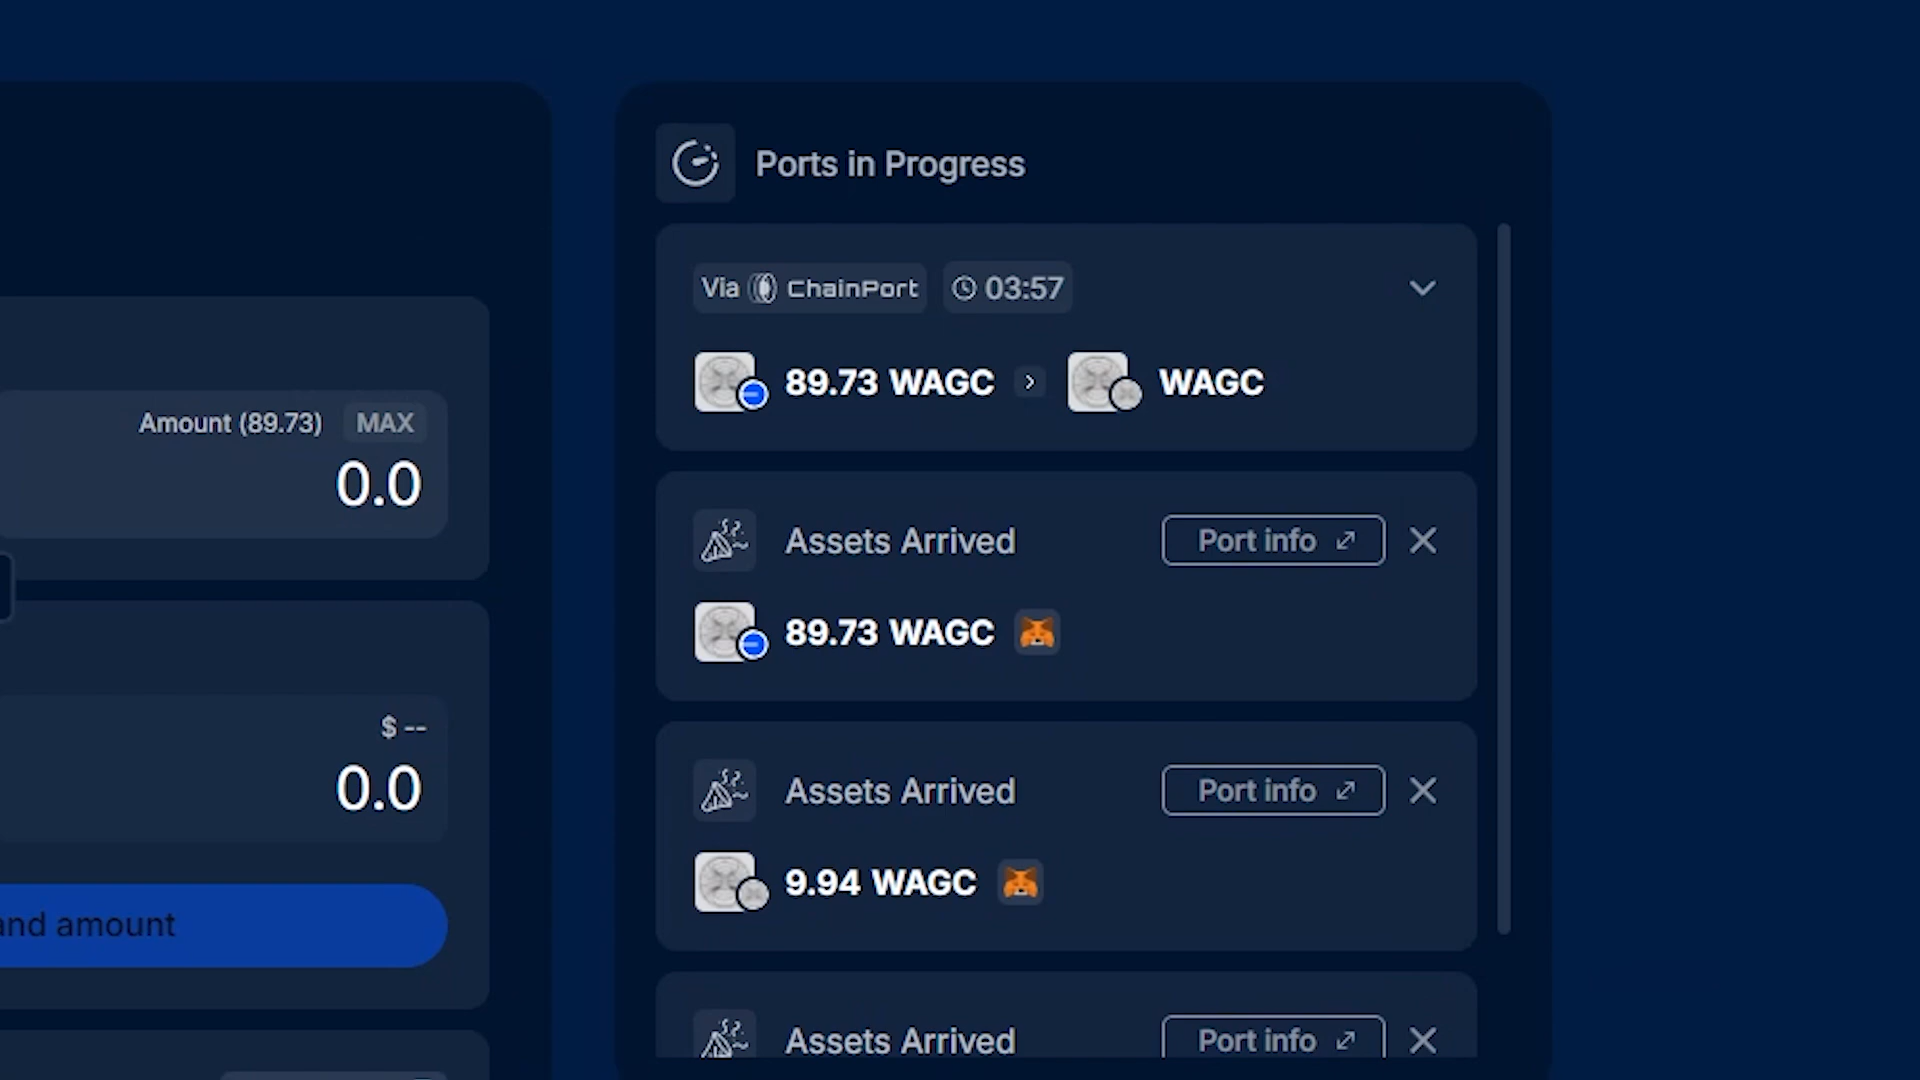 Ports in Progress
Via ChainPort 03:57
89.73 WAGC > WAGC
Amount (89.73) MAX
0.0
Assets Arrived Port info
89.73 WAGC
$ --
0.0
Assets Arrived Port info
9.94 WAGC
and amount
Assets Arrived Port info